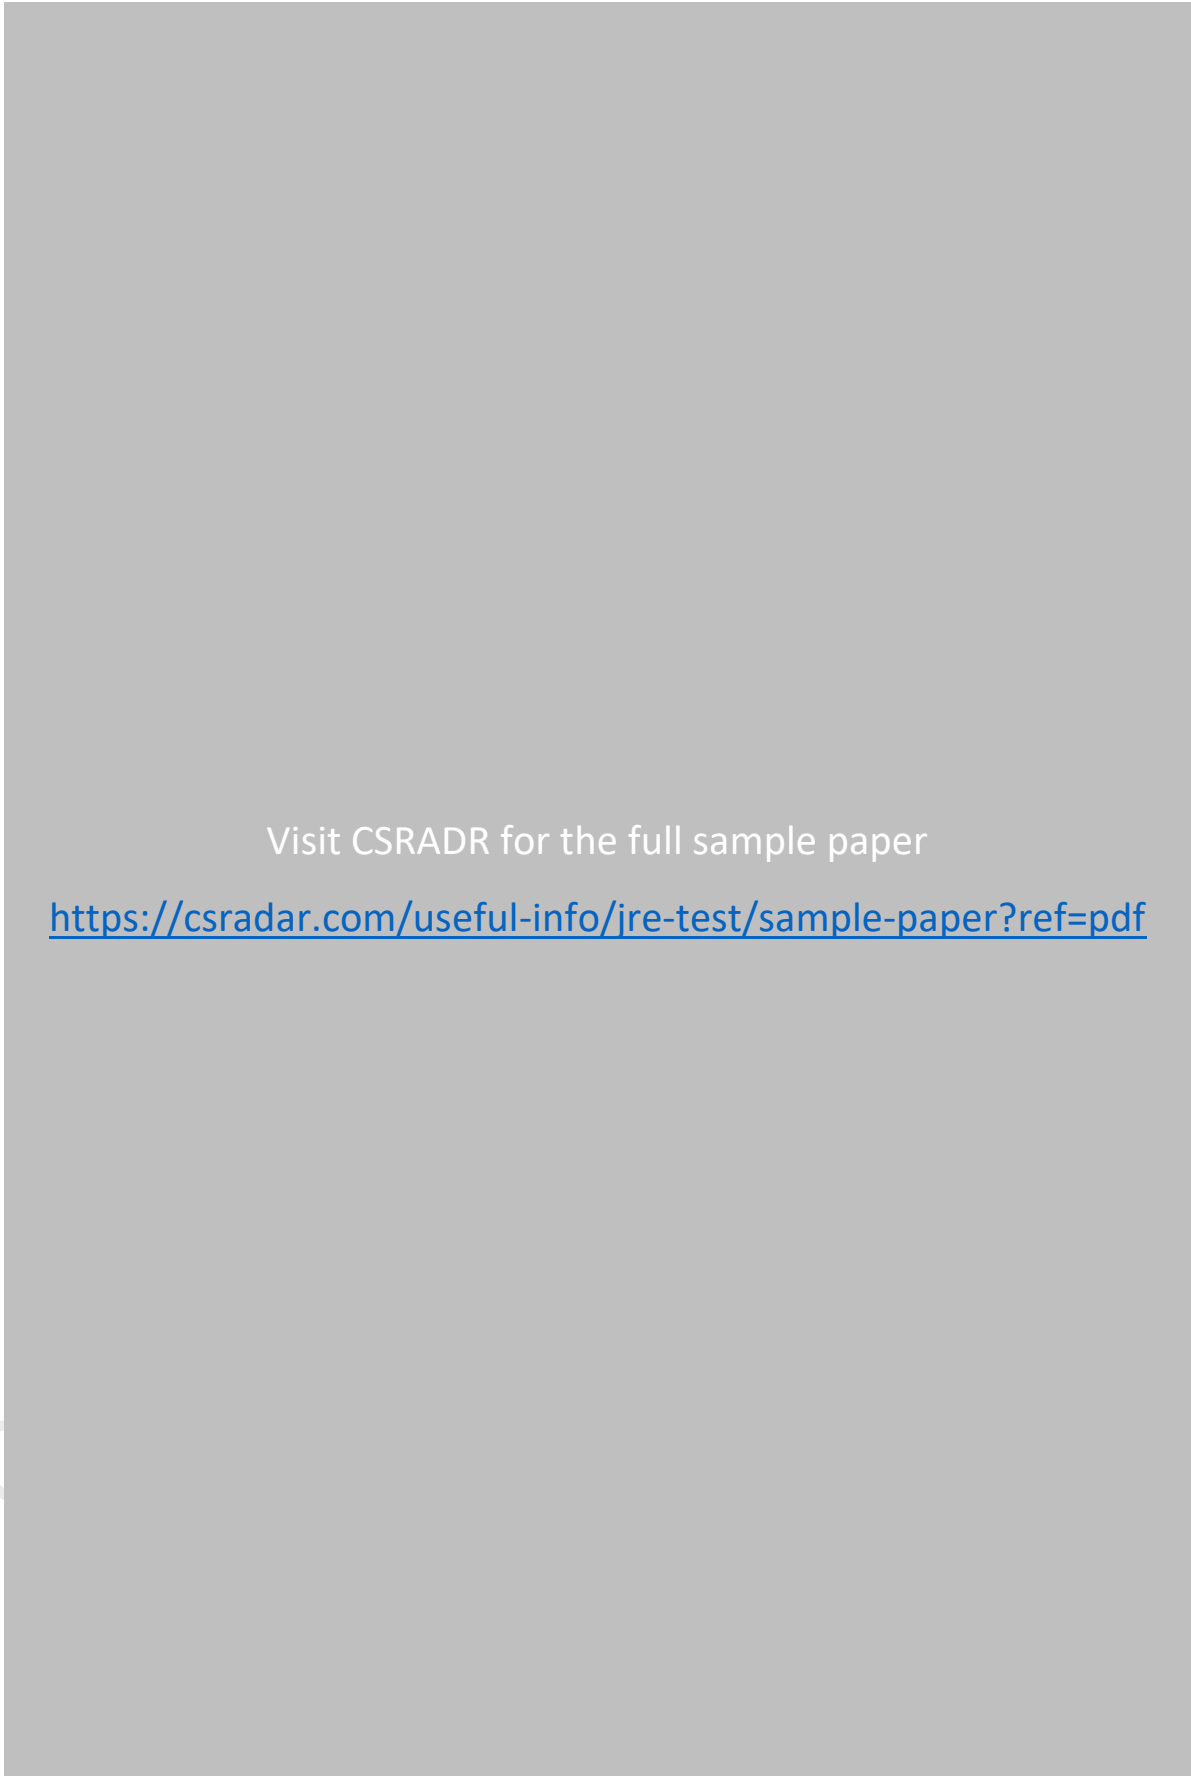 Visit CSRADR for the full sample paper
https://csradar.com/useful-info/jre-test/sample-paper?ref=pdf